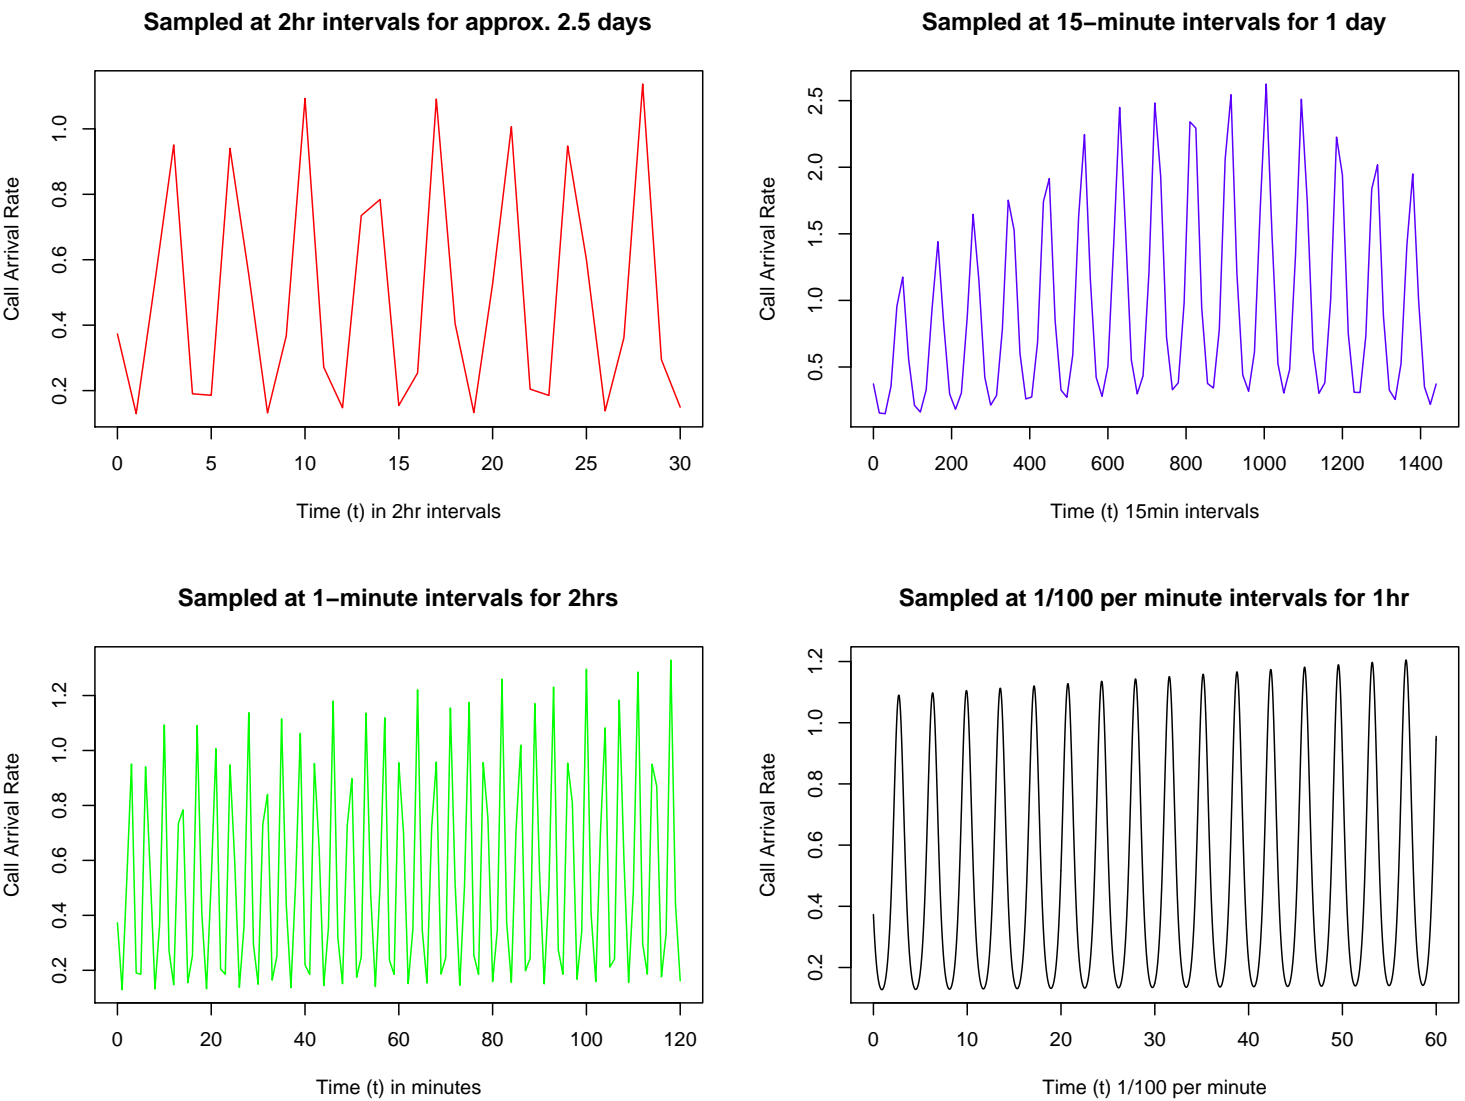 Sampled at 2hr intervals for approx. 2.5 days
Call Arrival Rate
1.0
0.8
0.6
0.4
0.2
0 5 10 15 20 25 30
Time (t) in 2hr intervals
Sampled at 15−minute intervals for 1 day
Call Arrival Rate
2.5
2.0
1.5
1.0
0.5
0 200 400 600 800 1000 1200 1400
Time (t) 15min intervals
Sampled at 1−minute intervals for 2hrs
Call Arrival Rate
1.2
1.0
0.8
0.6
0.4
0.2
0 20 40 60 80 100 120
Time (t) in minutes
Sampled at 1/100 per minute intervals for 1hr
Call Arrival Rate
1.2
1.0
0.8
0.6
0.4
0.2
0 10 20 30 40 50 60
Time (t) 1/100 per minute